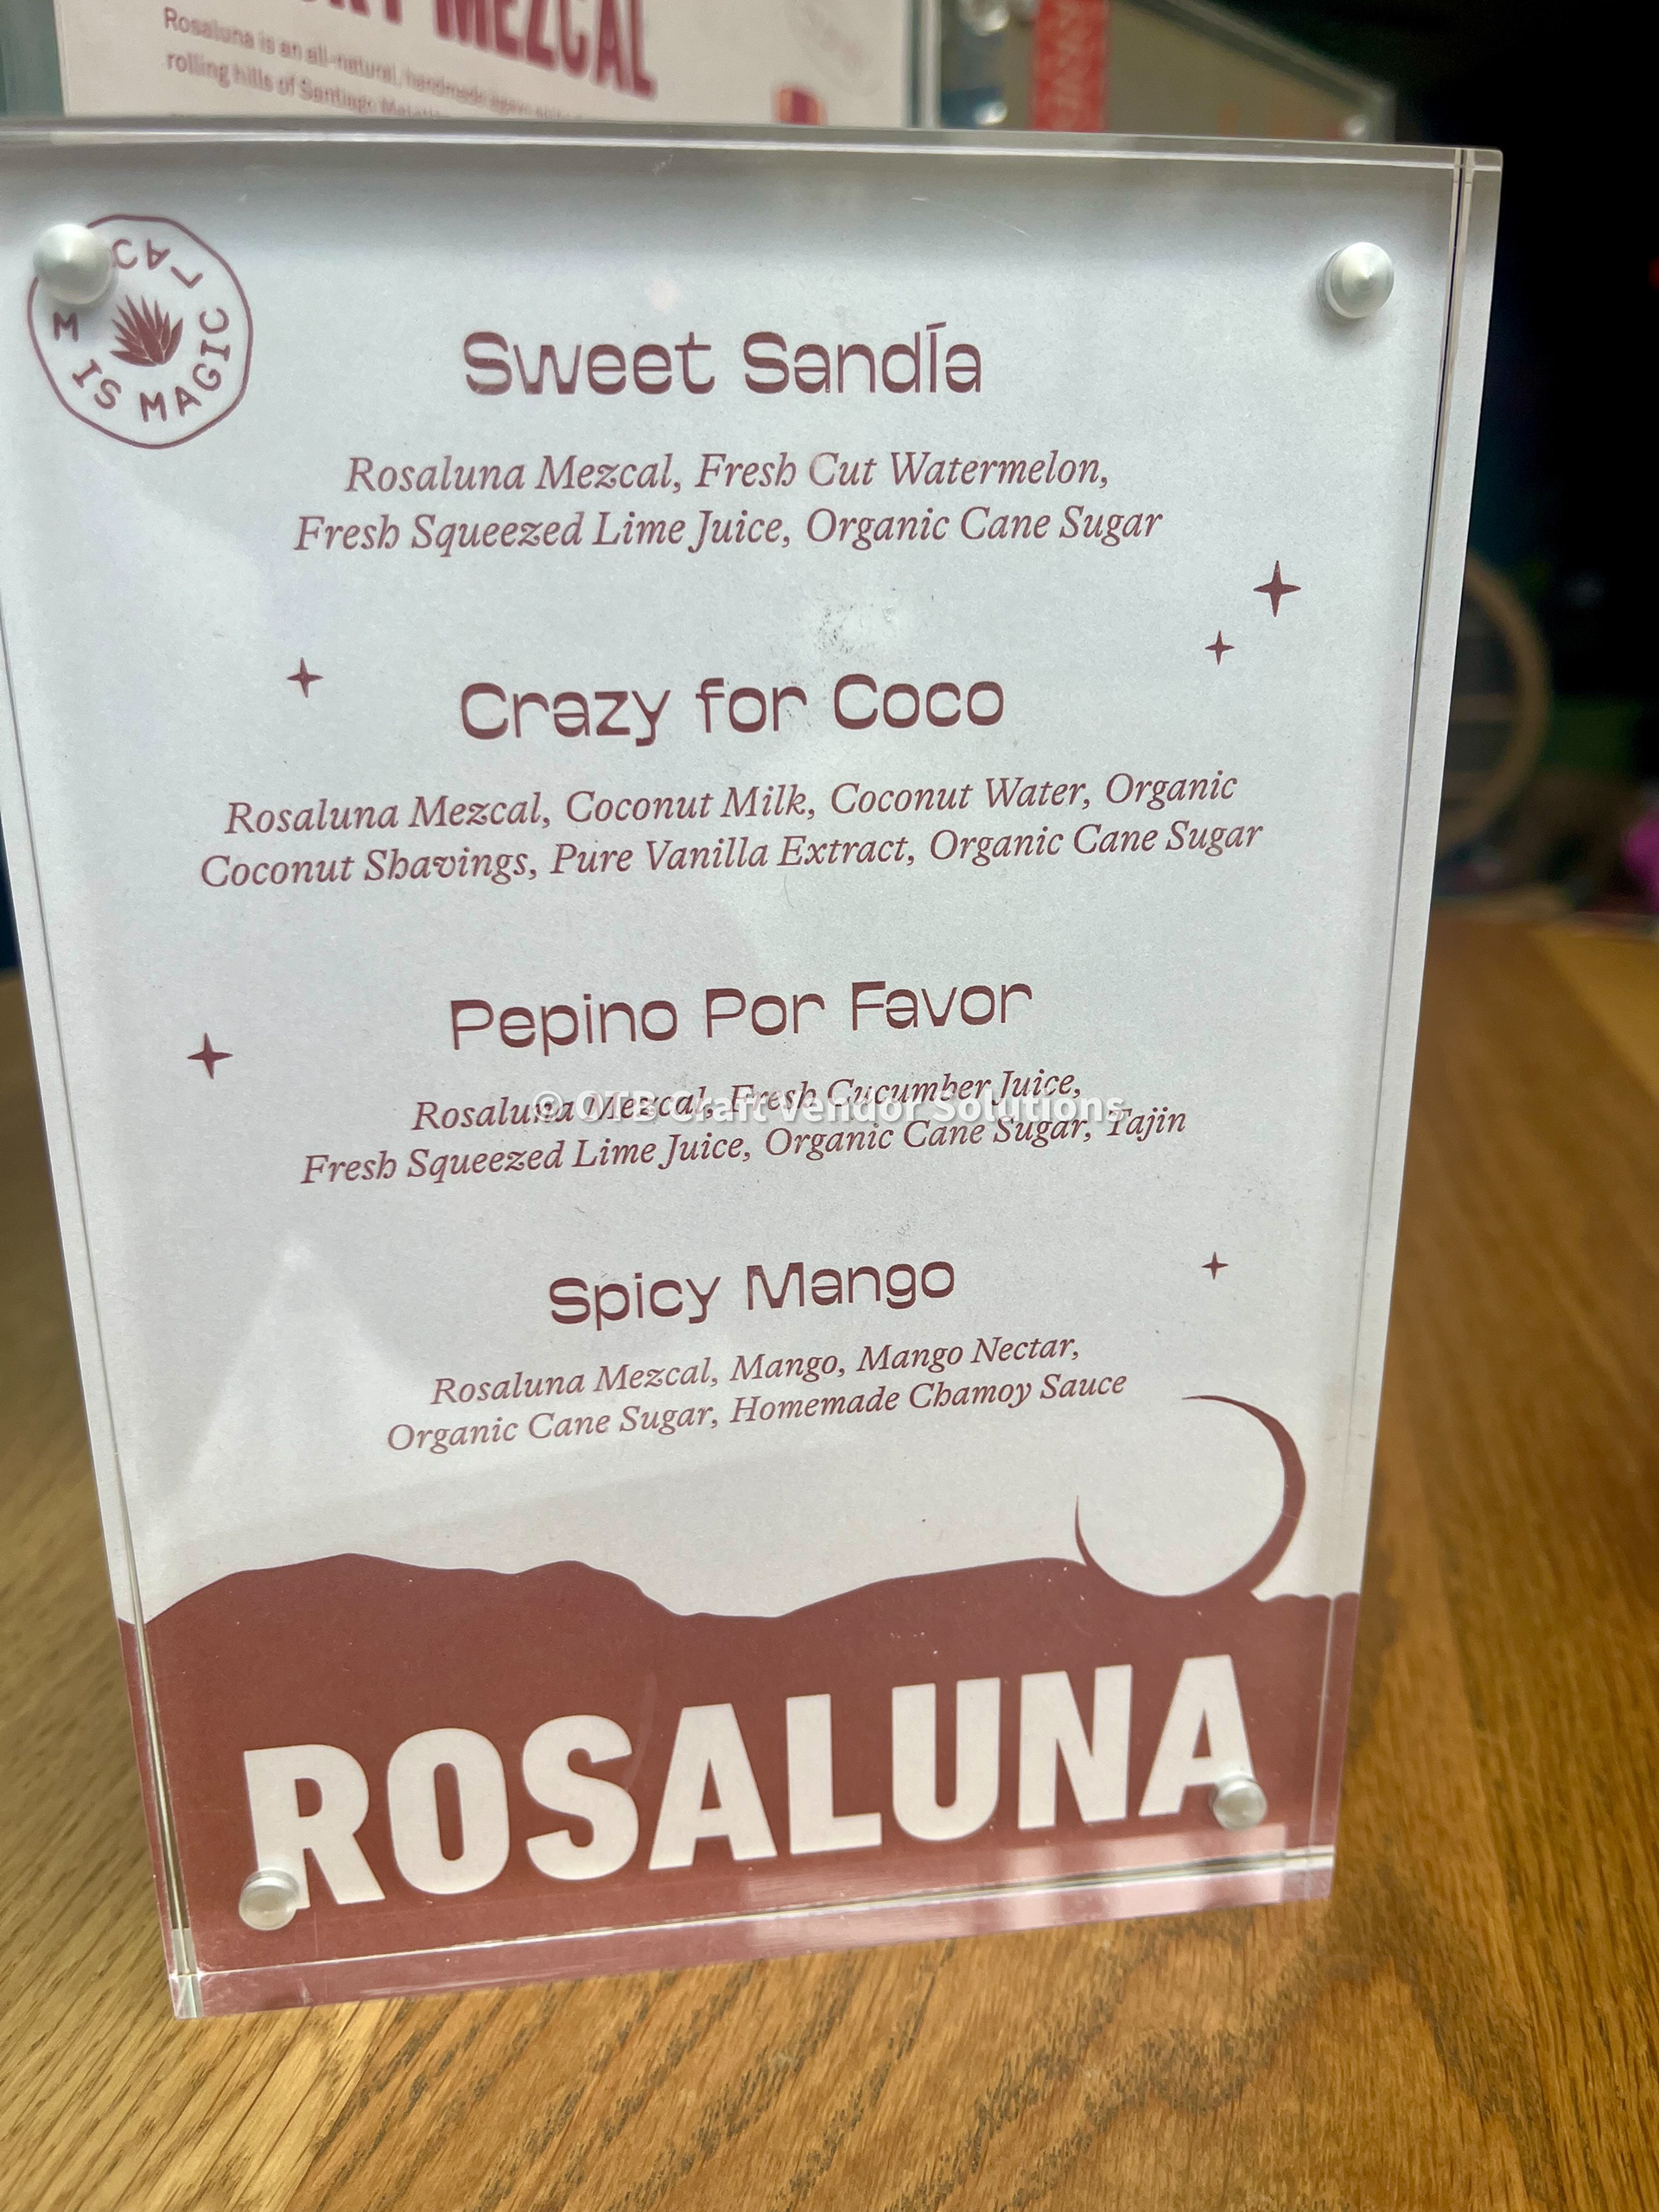 MEZCAL
Rosaluna is an all-natural, handmade agave
rolling hills of Santiago
CAL
M IS MAGIC
Sweet Sandía
Rosaluna Mezcal, Fresh Cut Watermelon,
Fresh Squeezed Lime Juice, Organic Cane Sugar
Crazy for Coco
Rosaluna Mezcal, Coconut Milk, Coconut Water, Organic
Coconut Shavings, Pure Vanilla Extract, Organic Cane Sugar
Pepino Por Favor
Rosaluna Mezcal, Fresh Cucumber Juice,
© OTB Craft Vendor Solutions
Fresh Squeezed Lime Juice, Organic Cane Sugar, Tajin
Spicy Mango
Rosaluna Mezcal, Mango, Mango Nectar,
Organic Cane Sugar, Homemade Chamoy Sauce
ROSALUNA